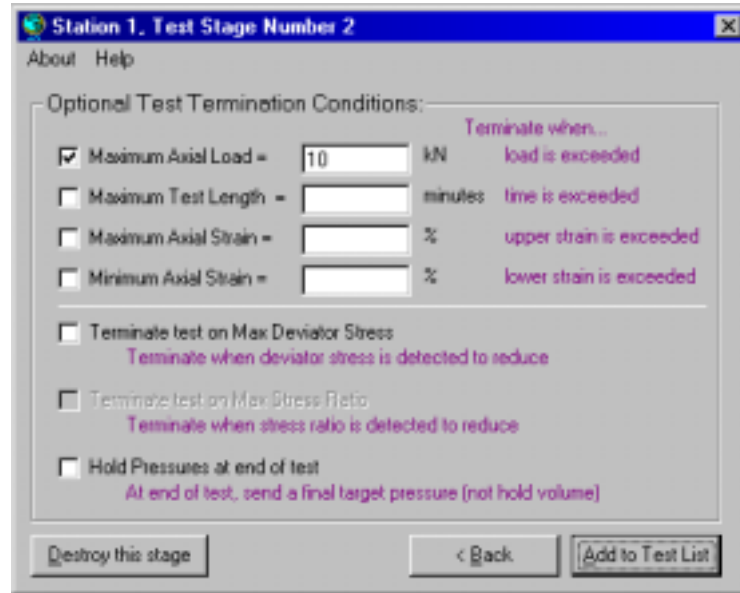 Station 1, Test Stage Number 2
About Help
Optional Test Termination Conditions:
Terminate when...
Maximum Axial Load = 10 kN load is exceeded
Maximum Test Length = minutes time is exceeded
Maximum Axial Strain = % upper strain is exceeded
Minimum Axial Strain = % lower strain is exceeded
Terminate test on Max Deviator Stress
Terminate when deviator stress is detected to reduce
Terminate test on Max Stress Ratio
Terminate when stress ratio is detected to reduce
Hold Pressures at end of test
At end of test, send a final target pressure (not hold volume)
Destroy this stage < Back Add to Test List